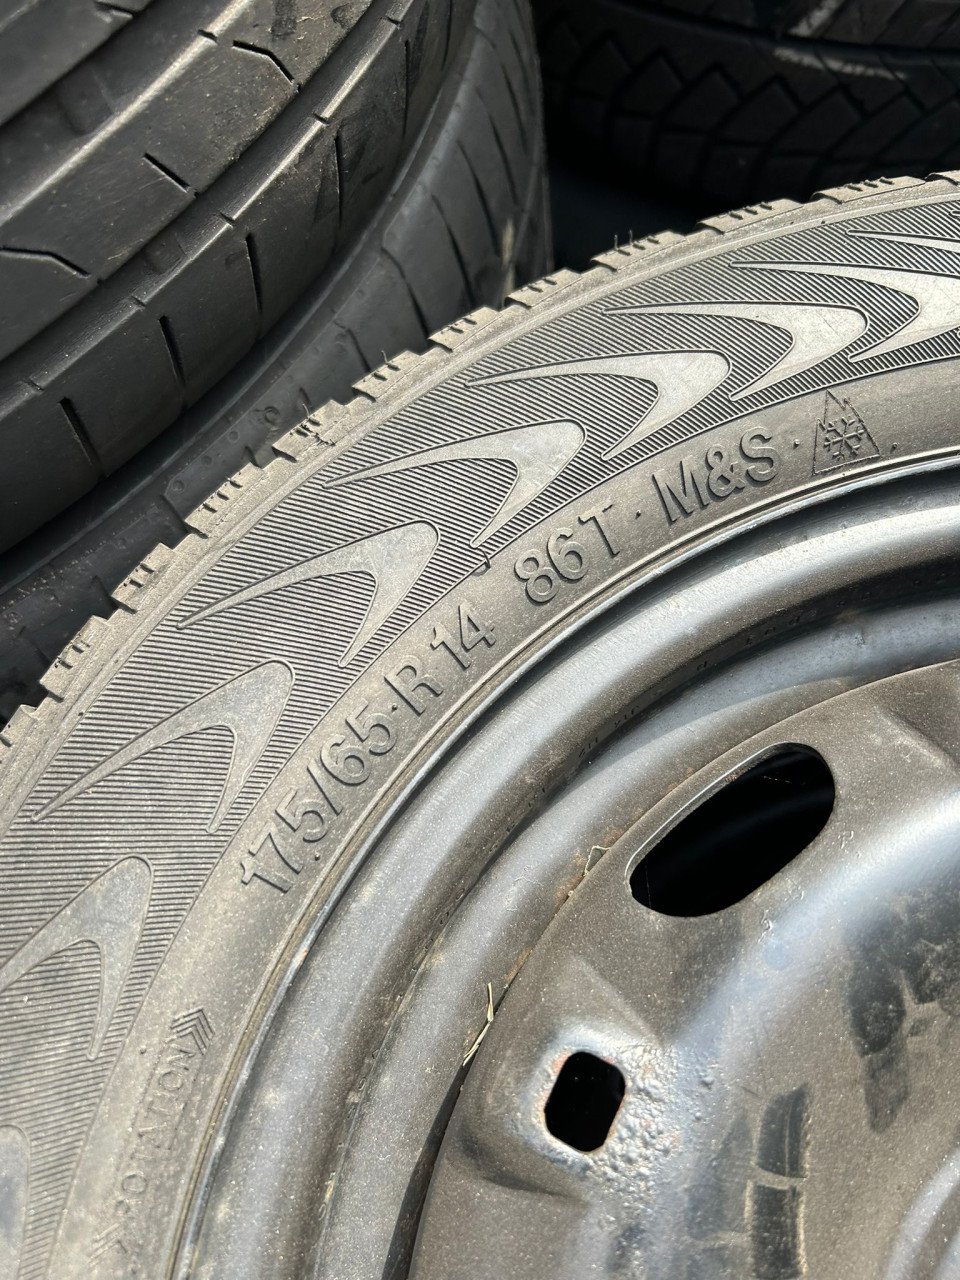 175/65·R 14 86T · M&S ·
ROTATION